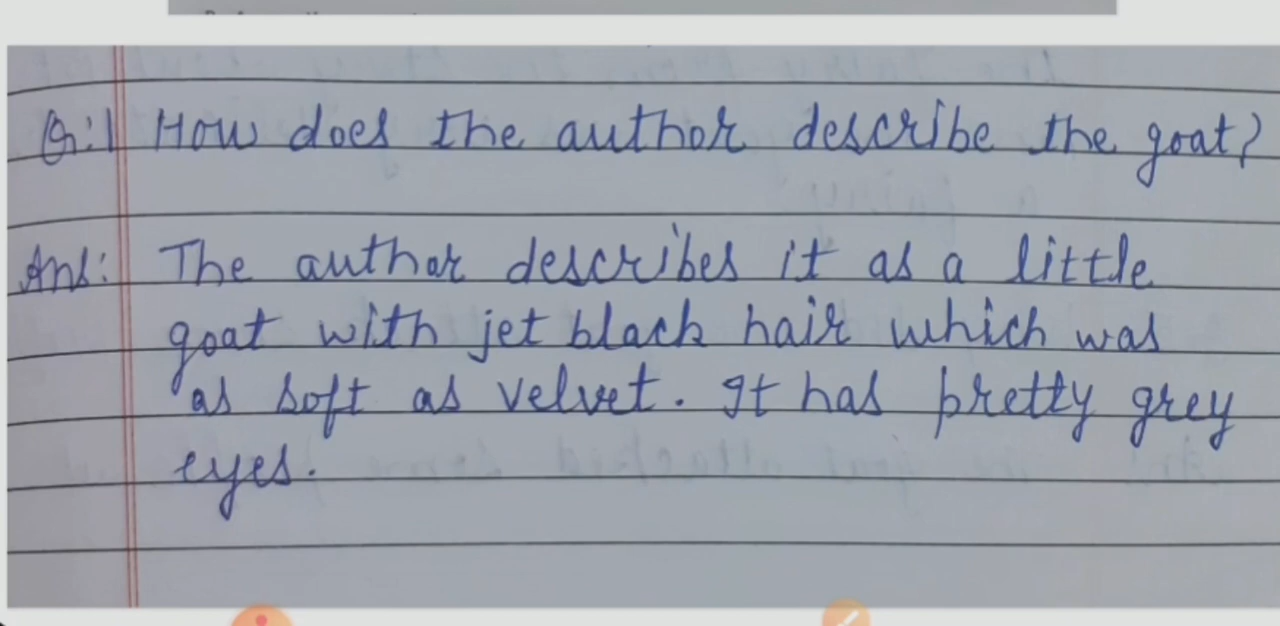 Q:1 How does the author describe the goat?
Ans: The author describes it as a little
goat with jet black hair which was
as soft as velvet. It has pretty grey
eyes.